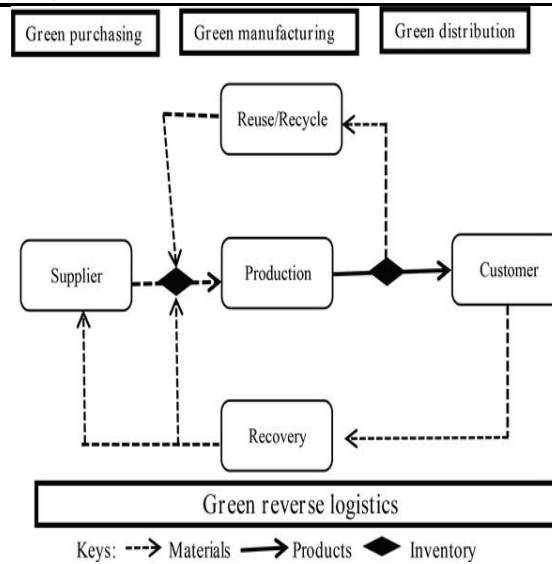 Green purchasing
Green manufacturing
Green distribution
Reuse/Recycle
Supplier
Production
Customer
Recovery
Green reverse logistics
Keys: Materials Products Inventory